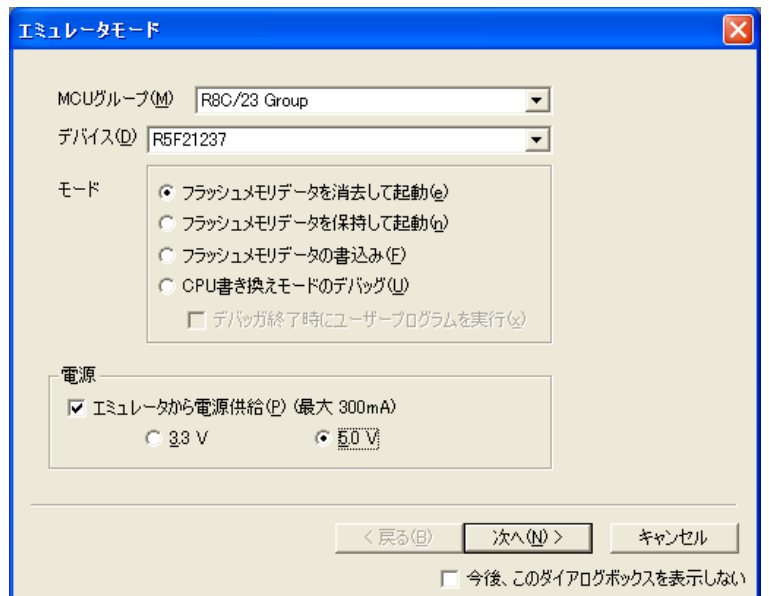 エミュレータモード
MCUグループ(M) R8C/23 Group
デバイス(D) R5F21237
モード
フラッシュメモリデータを消去して起動(e)
フラッシュメモリデータを保持して起動(n)
フラッシュメモリデータの書込み(F)
CPU書き換えモードのデバッグ(U)
デバッガ終了時にユーザープログラムを実行(x)
電源
エミュレータから電源供給(P) (最大 300mA)
3.3 V 5.0 V
< 戻る(B) 次へ(N) > キャンセル
今後、このダイアログボックスを表示しない